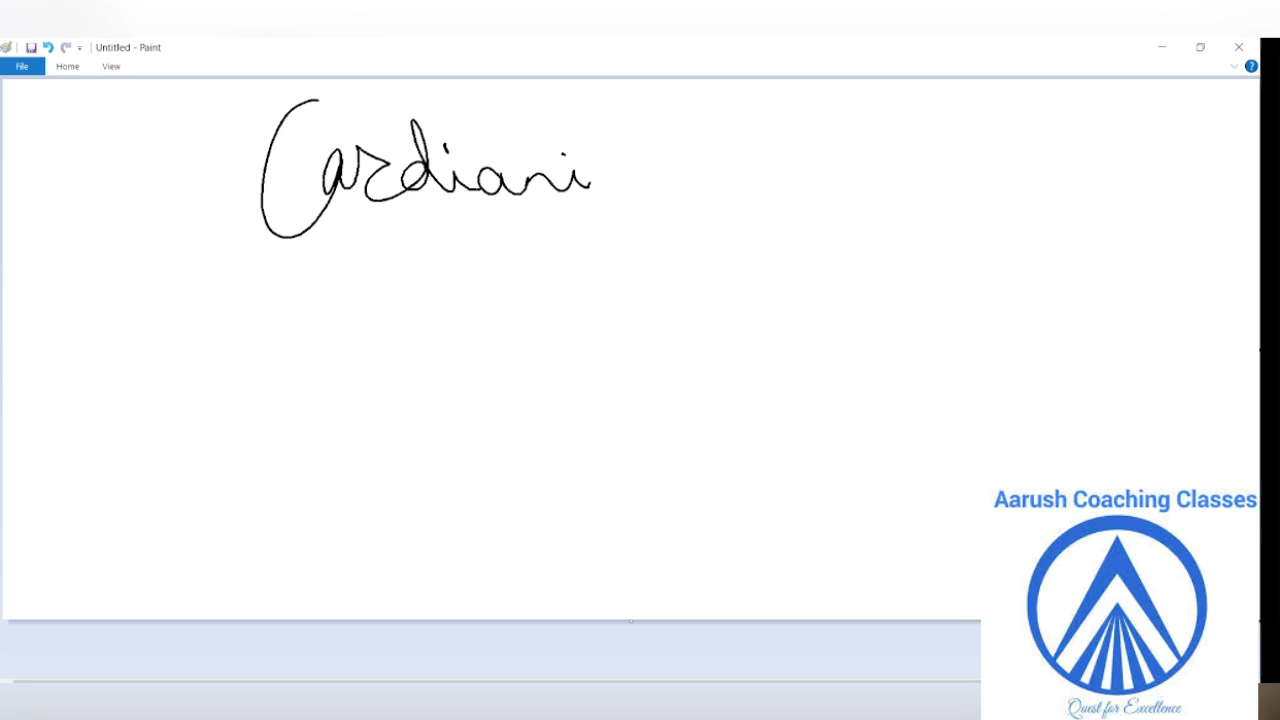 Untitled - Paint
File Home View
Cardiani
Aarush Coaching Classes
Quest for Excellence